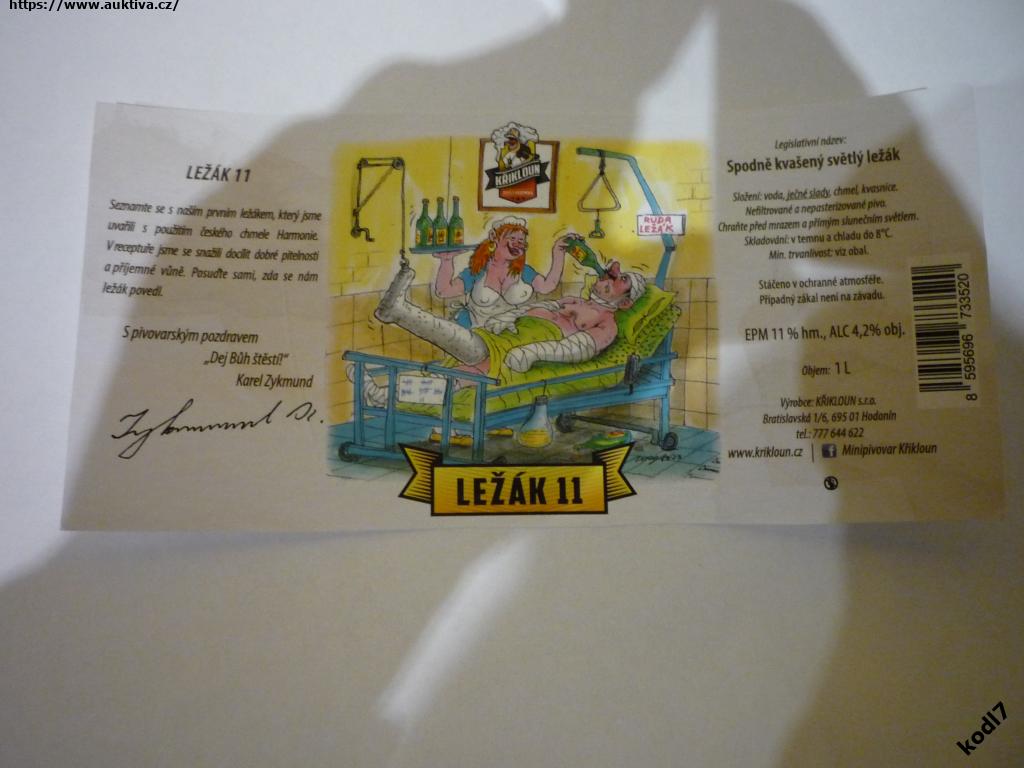 https://www.auktiva.cz/
LEŽÁK 11
Seznamte se s naším prvním ležákem, který jsme
uvařili s použitím českého chmele Harmonie.
V receptuře jsme se snažili docílit dobré pitelnosti
a příjemné vůně. Posuďte sami, zda se nám
ležák povedl.
S pivovarským pozdravem
„Dej Bůh štěstí!"
Karel Zykmund
KŘIKLOUN
RUDA
LEŽÁK
LEŽÁK 11
Legislativní název:
Spodně kvašený světlý ležák
Složení: voda, ječné slady, chmel, kvasnice.
Nefiltrované a nepasterizované pivo.
Chraňte před mrazem a přímým slunečním světlem.
Skladování: v temnu a chladu do 8°C.
Min. trvanlivost: viz obal.
Stáčeno v ochranné atmosféře.
Případný zákal není na závadu.
EPM 11 % hm., ALC 4,2% obj.
Objem: 1 L
Výrobce: KŘIKLOUN s.r.o.
Bratislavská 1/6, 695 01 Hodonín
tel.: 777 644 622
www.krikloun.cz | f Minipivovar Křikloun
8 595696 733520
kodl7